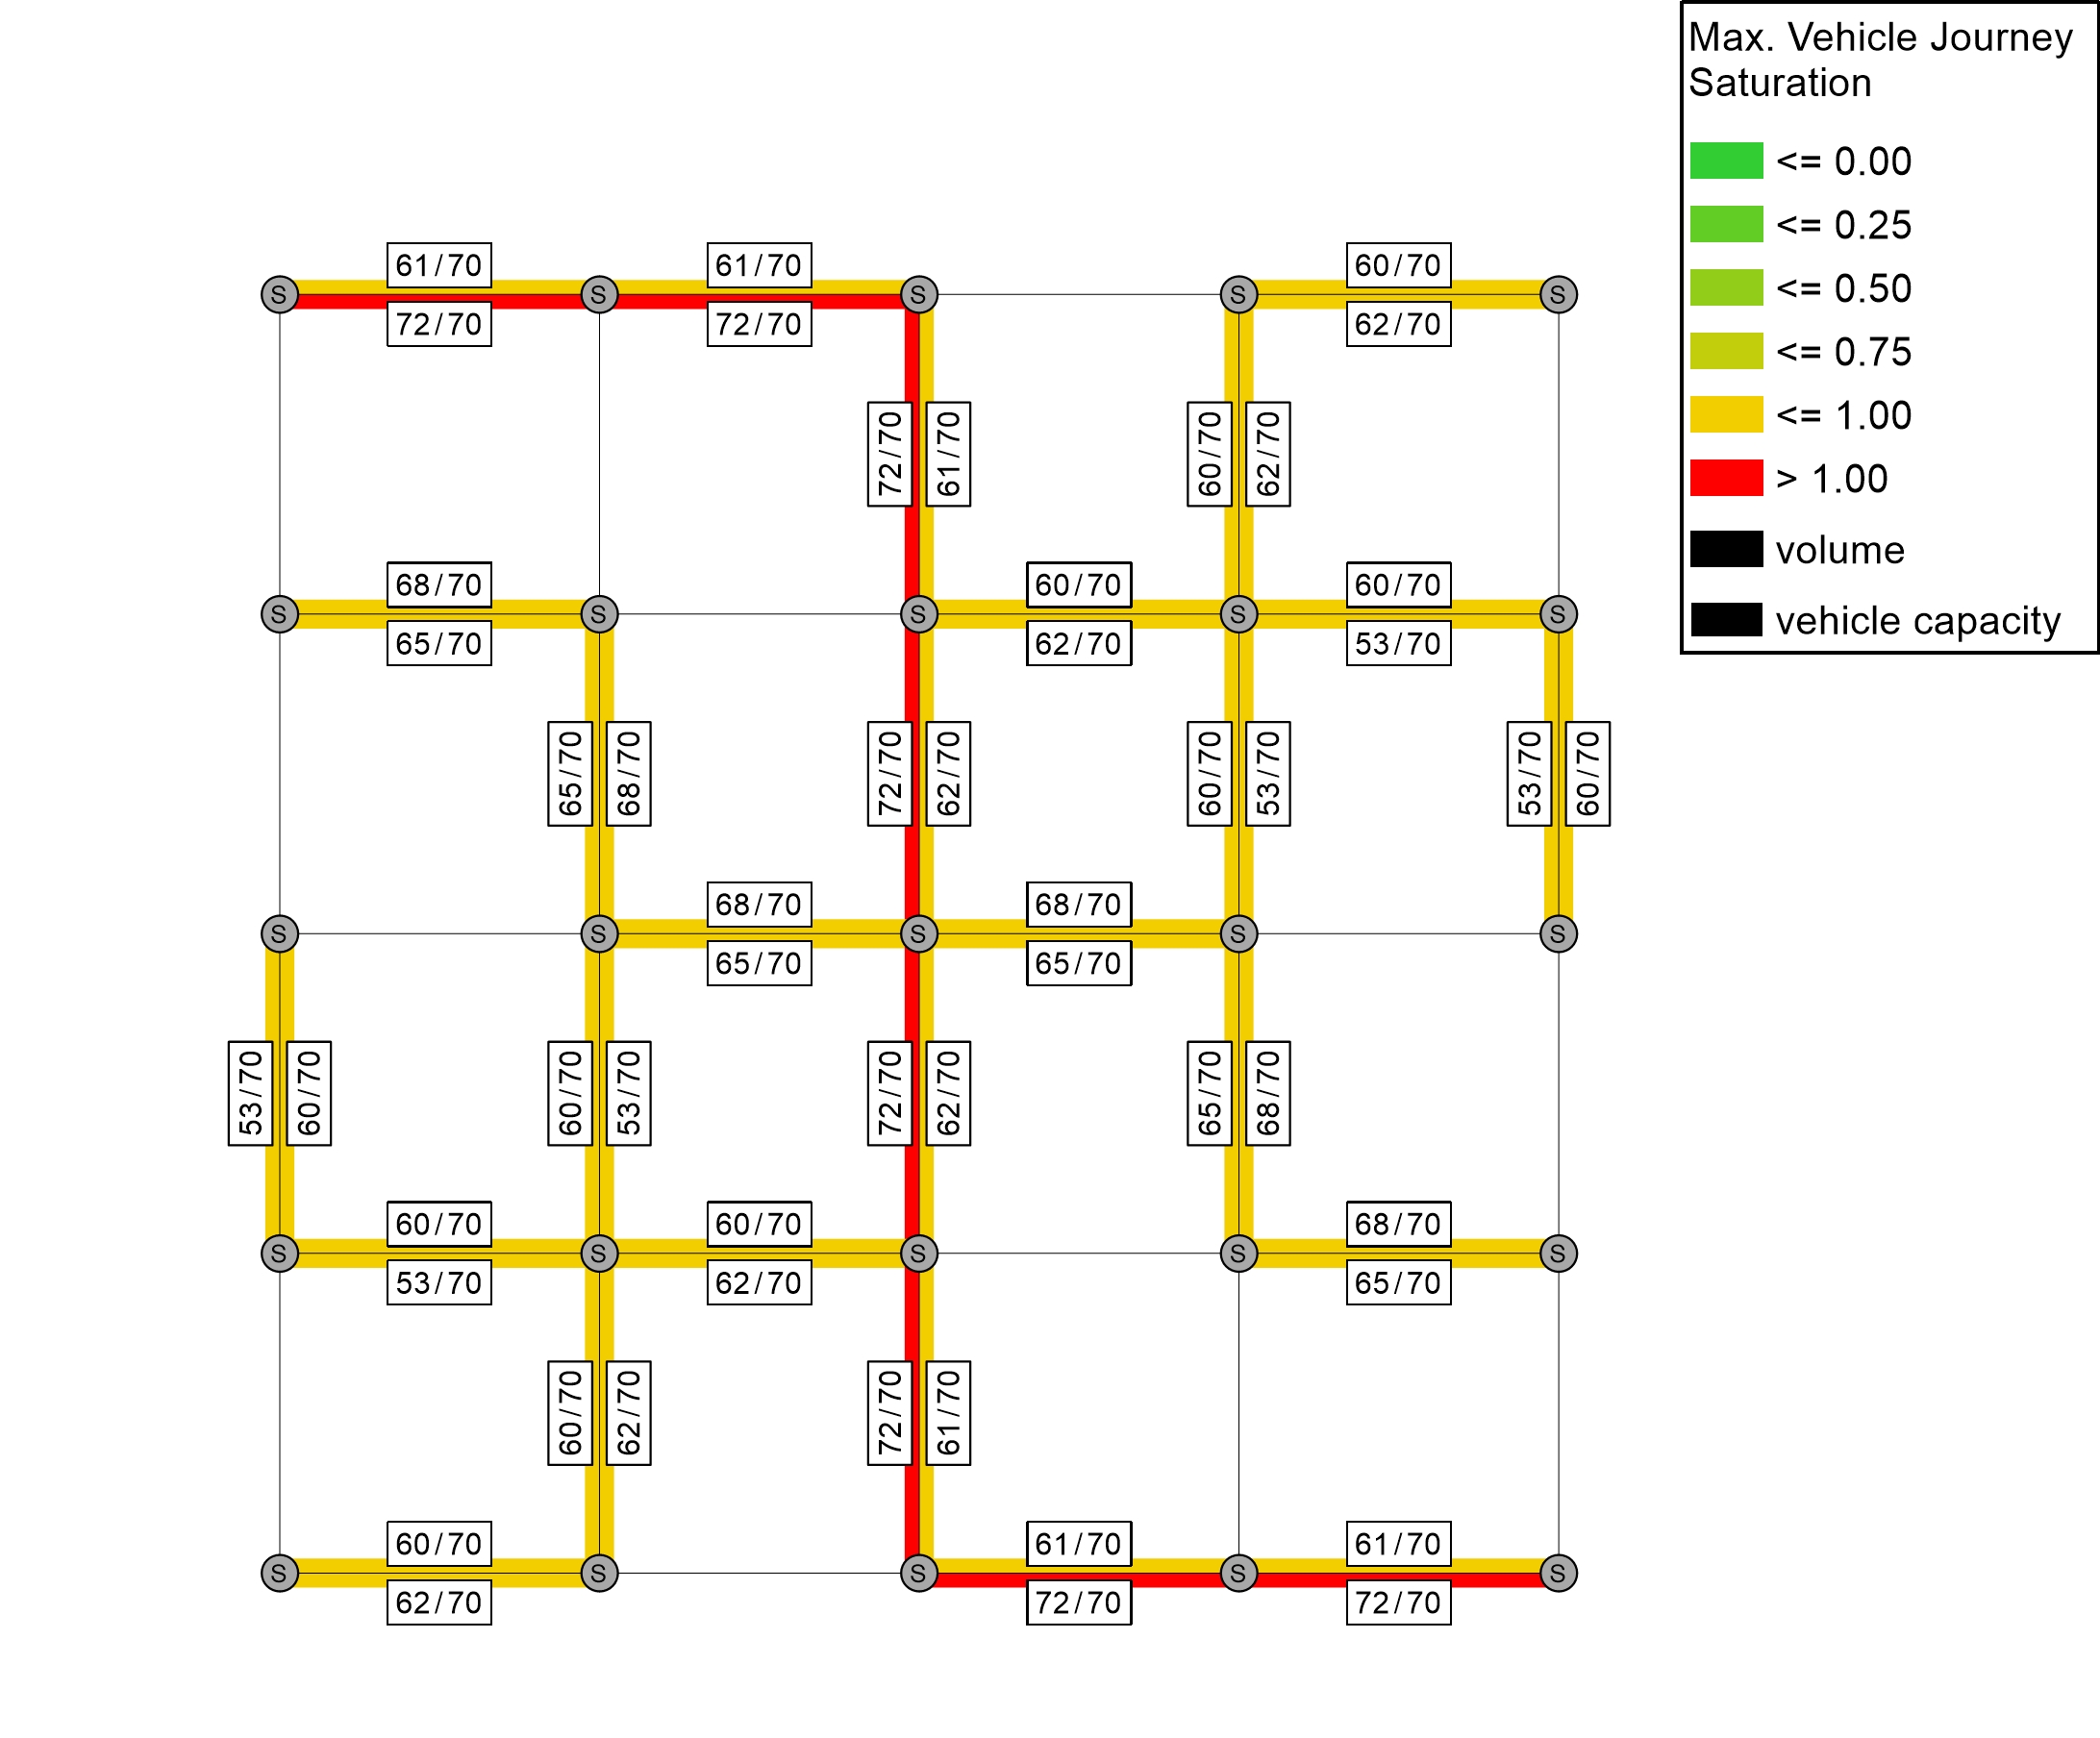 Max. Vehicle Journey
Saturation
<= 0.00
<= 0.25
<= 0.50
<= 0.75
<= 1.00
> 1.00
volume
vehicle capacity
61/70 61/70 60/70
S S S S S
72/70 72/70 62/70
72/70 61/70 60/70 62/70
68/70 60/70 60/70
S S S S S
65/70 62/70 53/70
65/70 68/70 72/70 62/70 60/70 53/70 53/70 60/70
68/70 68/70
S S S S S
65/70 65/70
53/70 60/70 60/70 53/70 72/70 62/70 65/70 68/70
60/70 60/70 68/70
S S S S S
53/70 62/70 65/70
60/70 62/70 72/70 61/70
60/70 61/70 61/70
S S S S S
62/70 72/70 72/70